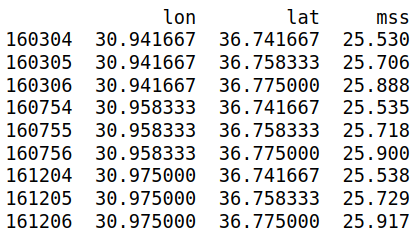 lon lat mss
160304 30.941667 36.741667 25.530
160305 30.941667 36.758333 25.706
160306 30.941667 36.775000 25.888
160754 30.958333 36.741667 25.535
160755 30.958333 36.758333 25.718
160756 30.958333 36.775000 25.900
161204 30.975000 36.741667 25.538
161205 30.975000 36.758333 25.729
161206 30.975000 36.775000 25.917